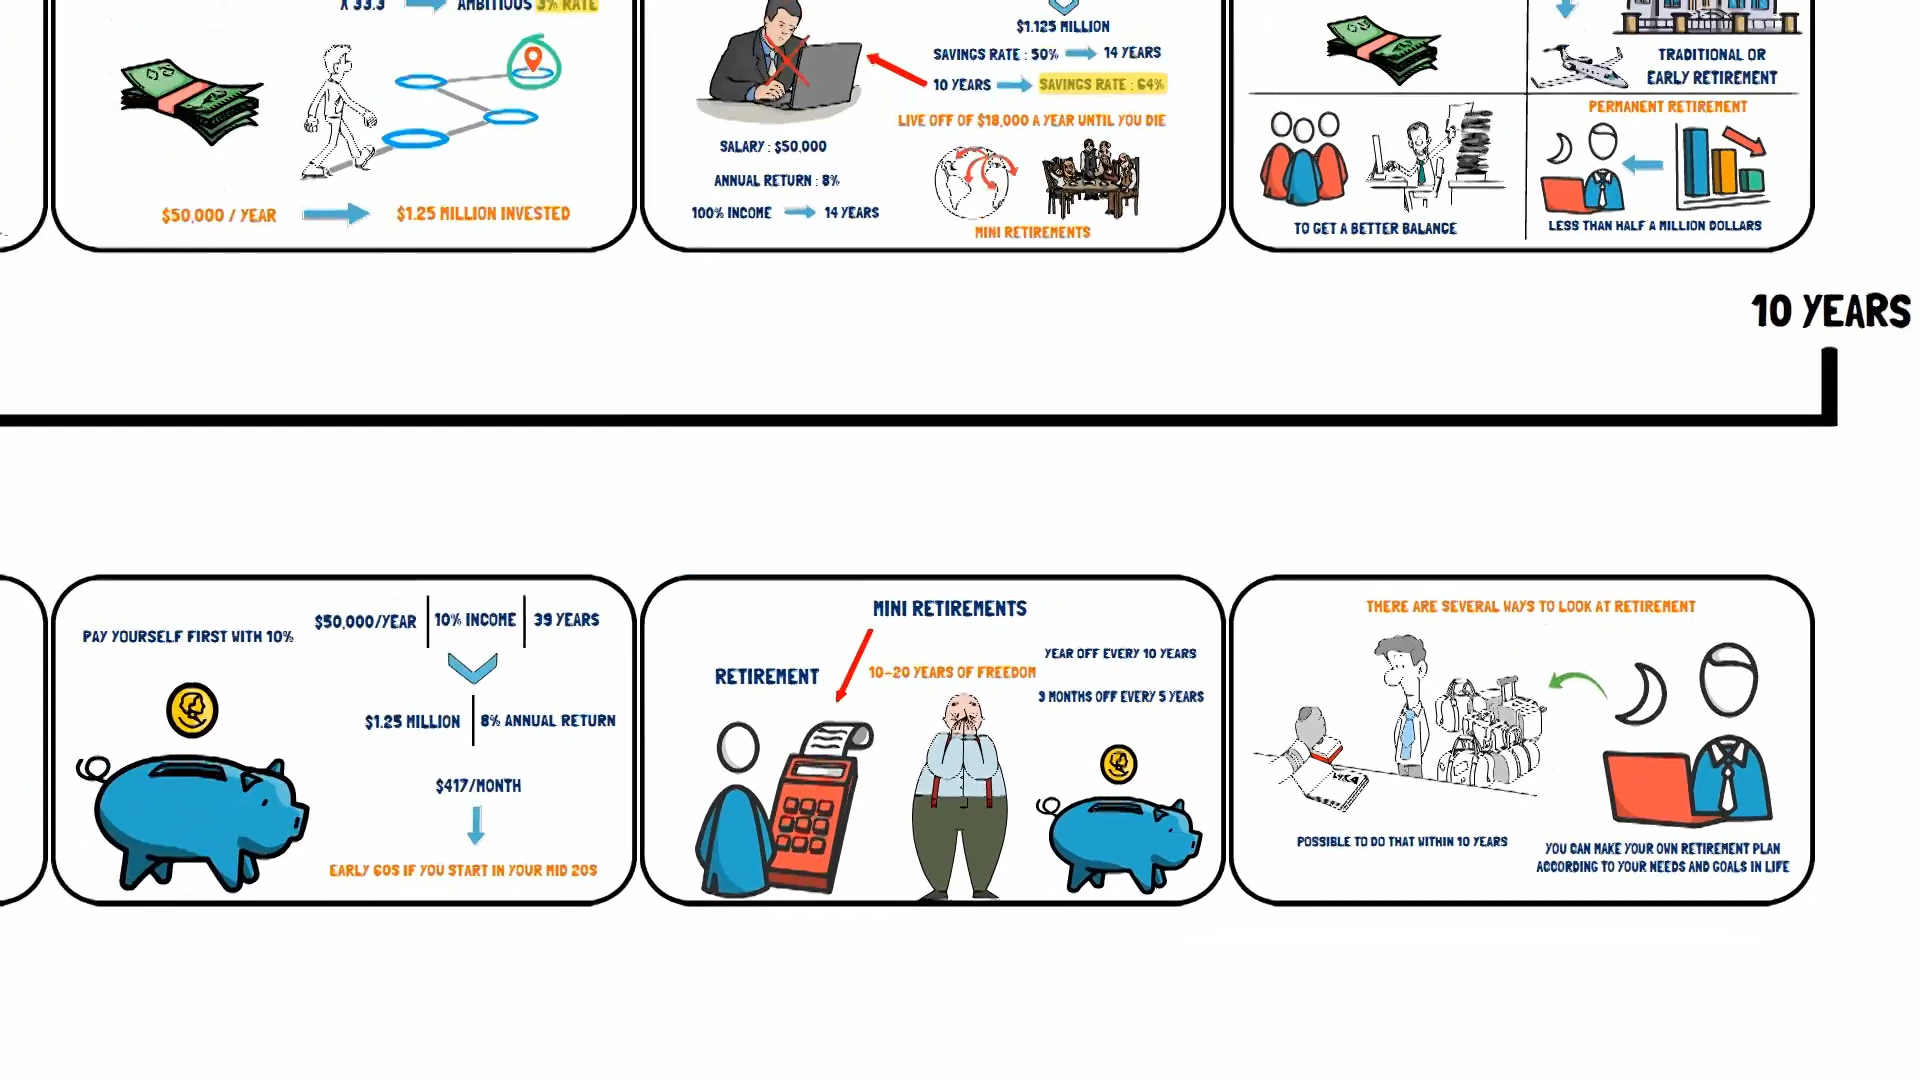 X 33.3 AMBITIOUS 3% RATE
$50,000 / YEAR $1.25 MILLION INVESTED
$1.125 MILLION
SAVINGS RATE : 50% 14 YEARS
10 YEARS SAVINGS RATE : 64%
LIVE OFF OF $18,000 A YEAR UNTIL YOU DIE
SALARY : $50,000
ANNUAL RETURN : 8%
100% INCOME 14 YEARS
MINI RETIREMENTS
TRADITIONAL OR
EARLY RETIREMENT
PERMANENT RETIREMENT
TO GET A BETTER BALANCE
LESS THAN HALF A MILLION DOLLARS
10 YEARS
PAY YOURSELF FIRST WITH 10%
$50,000/YEAR 10% INCOME 39 YEARS
$1.25 MILLION 8% ANNUAL RETURN
$417/MONTH
EARLY 60S IF YOU START IN YOUR MID 20S
MINI RETIREMENTS
RETIREMENT
10-20 YEARS OF FREEDOM
YEAR OFF EVERY 10 YEARS
3 MONTHS OFF EVERY 5 YEARS
THERE ARE SEVERAL WAYS TO LOOK AT RETIREMENT
POSSIBLE TO DO THAT WITHIN 10 YEARS
YOU CAN MAKE YOUR OWN RETIREMENT PLAN
ACCORDING TO YOUR NEEDS AND GOALS IN LIFE